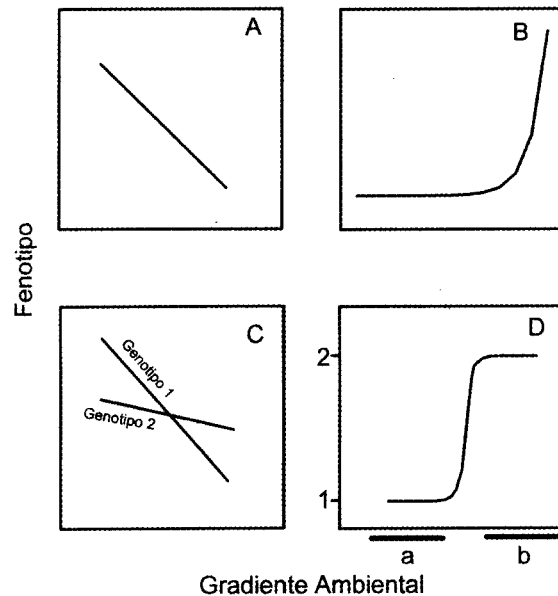 A
B
Fenotipo
C
Genotipo 1
Genotipo 2
D
2
1
a
b
Gradiente Ambiental